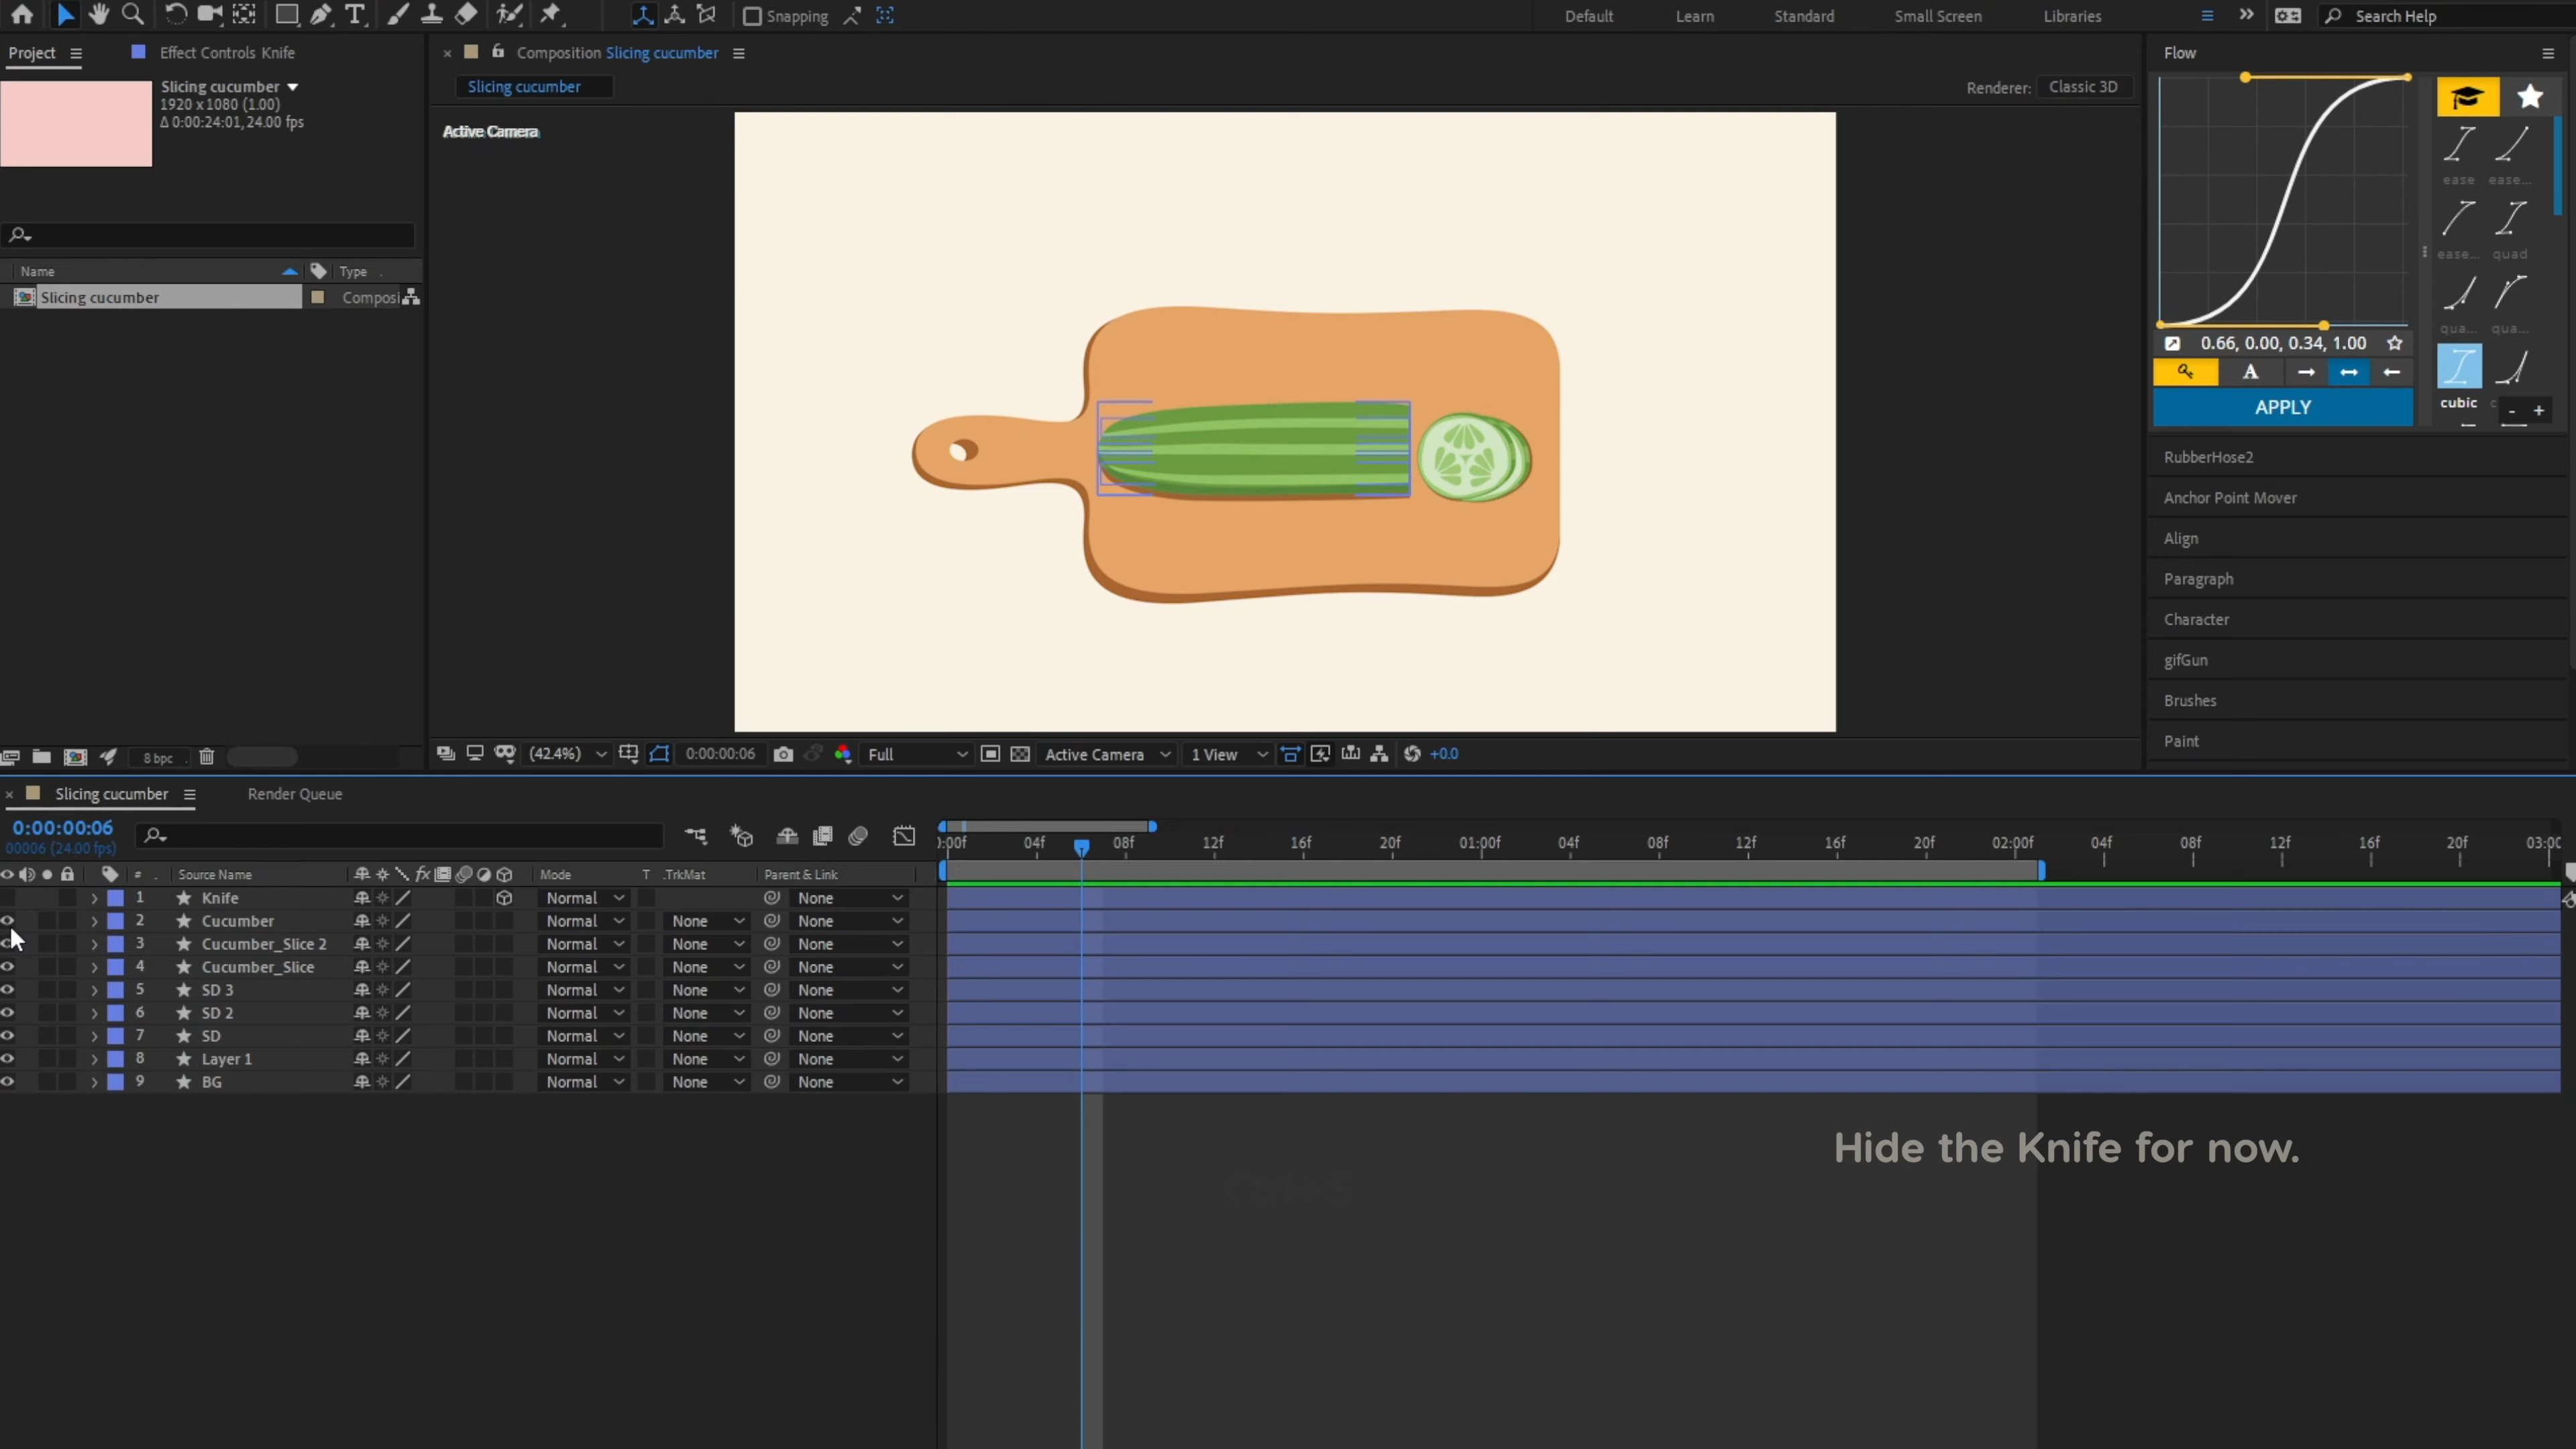 Snapping
Default
Learn
Standard
Small Screen
Libraries
Search Help
Project
Effect Controls Knife
Composition Slicing cucumber
Flow
Slicing cucumber
1920 x 1080 (1.00)
Δ 0:00:24:01, 24.00 fps
Slicing cucumber
Renderer:
Classic 3D
Active Camera
ease
ease...
ease...
quad
qua...
qua...
0.66, 0.00, 0.34, 1.00
A
APPLY
cubic
Name
Type
Slicing cucumber
Composi
RubberHose2
Anchor Point Mover
Align
Paragraph
Character
gifGun
Brushes
Paint
8 bpc
(42.4%)
0:00:00:06
Full
Active Camera
1 View
+0.0
Slicing cucumber
Render Queue
0:00:00:06
00006 (24.00 fps)
):00f 04f 08f 12f 16f 20f 01:00f 04f 08f 12f 16f 20f 02:00f 04f 08f 12f 16f 20f 03:00
# Source Name fx Mode T .TrkMat Parent & Link
1 Knife Normal None
2 Cucumber Normal None None
3 Cucumber_Slice 2 Normal None None
4 Cucumber_Slice Normal None None
5 SD 3 Normal None None
6 SD 2 Normal None None
7 SD Normal None None
8 Layer 1 Normal None None
9 BG Normal None None
Hide the Knife for now.